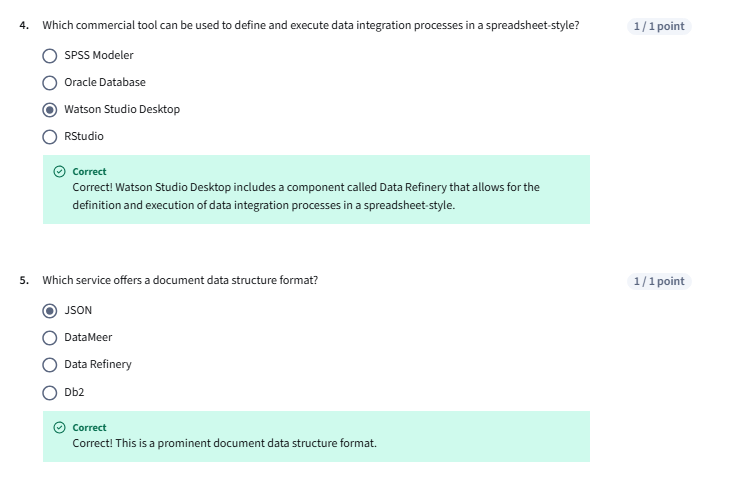 4. Which commercial tool can be used to define and execute data integration processes in a spreadsheet-style? 1 / 1 point
SPSS Modeler
Oracle Database
Watson Studio Desktop
RStudio
Correct
Correct! Watson Studio Desktop includes a component called Data Refinery that allows for the
definition and execution of data integration processes in a spreadsheet-style.
5. Which service offers a document data structure format? 1 / 1 point
JSON
DataMeer
Data Refinery
Db2
Correct
Correct! This is a prominent document data structure format.